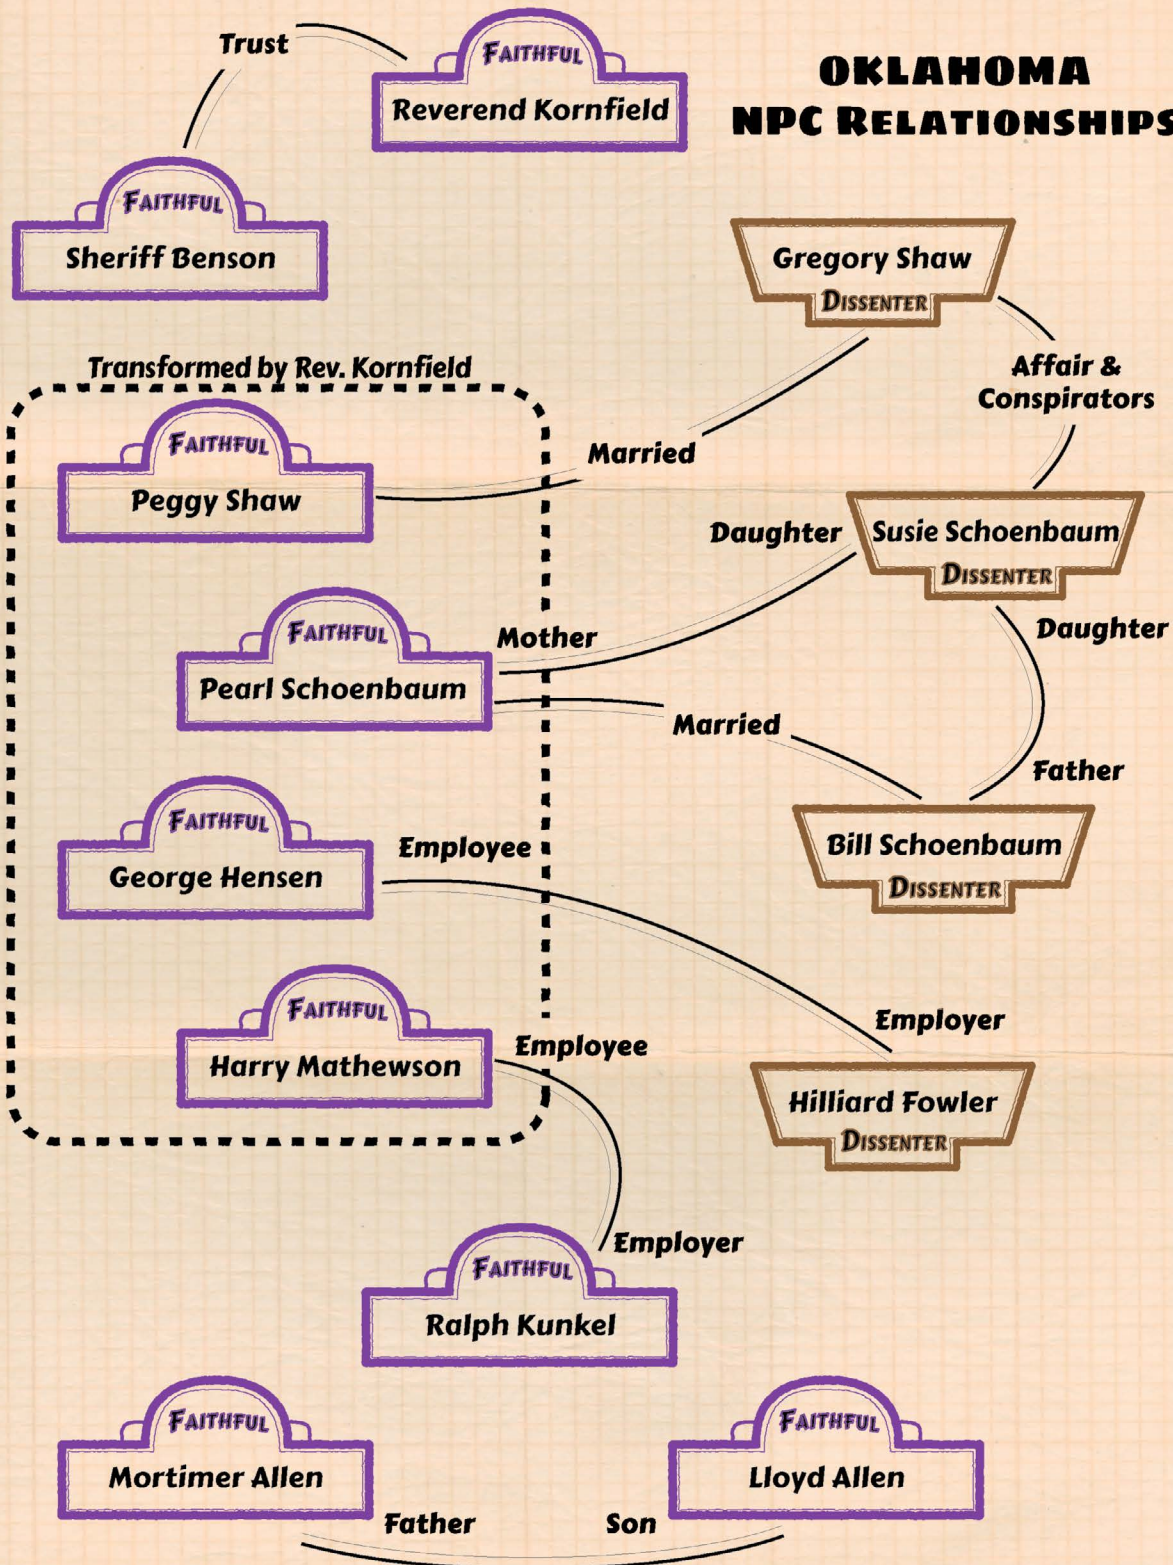 Trust
FAITHFUL
Reverend Kornfield
OKLAHOMA
NPC RELATIONSHIPS
FAITHFUL
Sheriff Benson
Gregory Shaw
DISSENTER
Transformed by Rev. Kornfield
Affair &
Conspirators
FAITHFUL
Peggy Shaw
Married
Daughter
Susie Schoenbaum
DISSENTER
Daughter
FAITHFUL
Mother
Pearl Schoenbaum
Married
Father
FAITHFUL
Employee
George Hensen
Bill Schoenbaum
DISSENTER
FAITHFUL
Employer
Harry Mathewson
Employee
Hilliard Fowler
DISSENTER
Employer
FAITHFUL
Ralph Kunkel
FAITHFUL
Mortimer Allen
FAITHFUL
Lloyd Allen
Father
Son